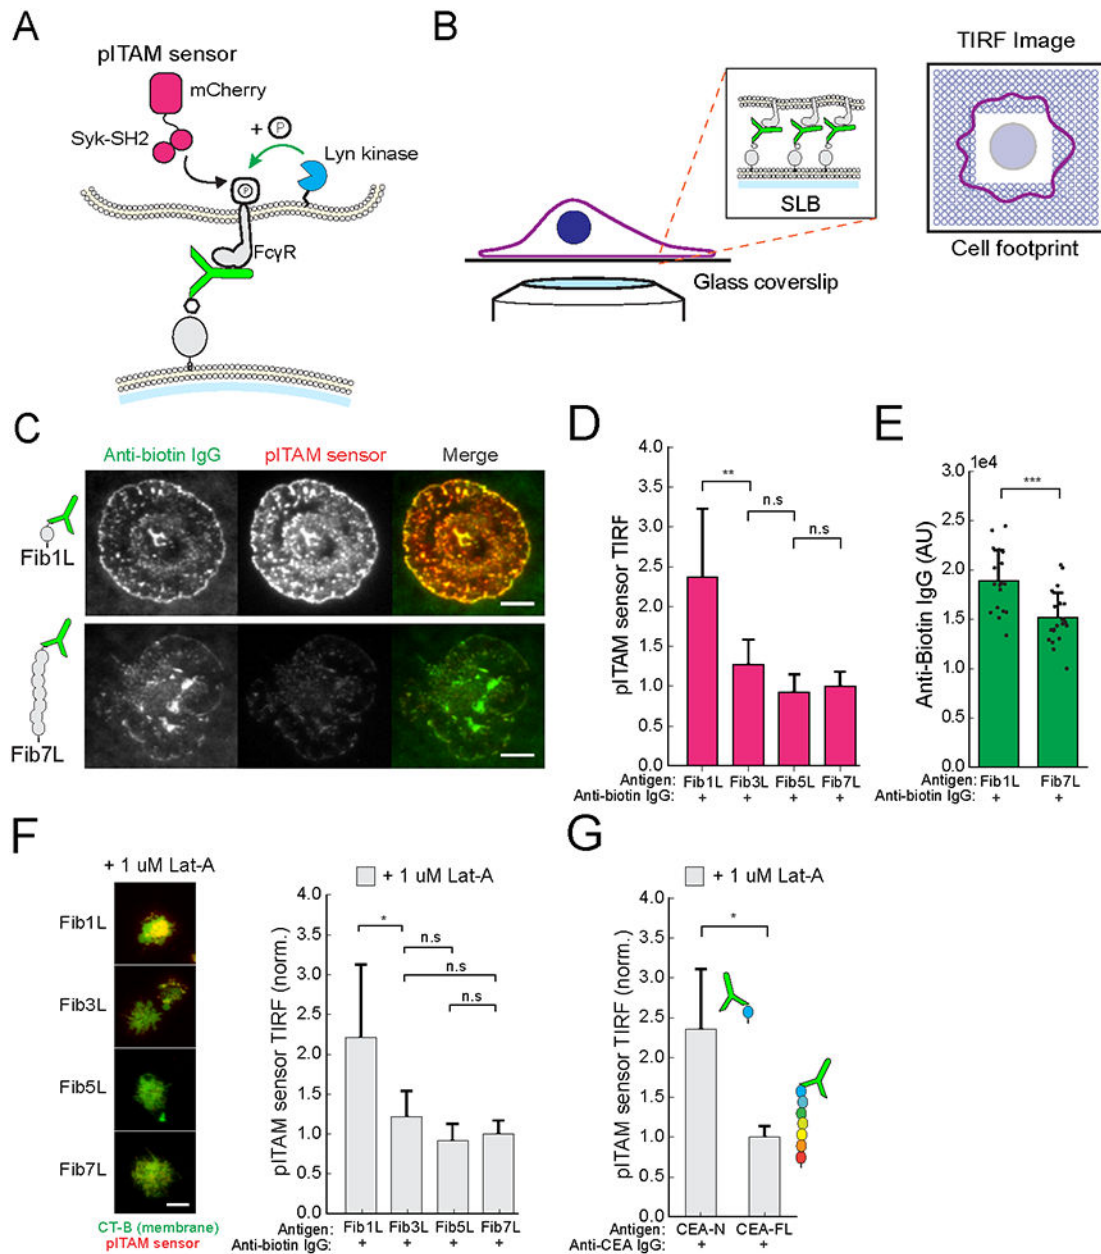 A
pITAM sensor
mCherry
Syk-SH2
+ P
Lyn kinase
P
FcγR
B
SLB
Glass coverslip
TIRF Image
Cell footprint
C
Anti-biotin IgG
pITAM sensor
Merge
Fib1L
Fib7L
D
pITAM sensor TIRF
4.0
3.5
3.0
2.5
2.0
1.5
1.0
0.5
0.0
**
n.s
n.s
Antigen: Fib1L Fib3L Fib5L Fib7L
Anti-biotin IgG: + + + +
E
Anti-Biotin IgG (AU)
3.0 1e4
2.5
2.0
1.5
1.0
0.5
0.0
***
Antigen: Fib1L Fib7L
Anti-biotin IgG: + +
F
+ 1 uM Lat-A
Fib1L
Fib3L
Fib5L
Fib7L
CT-B (membrane)
pITAM sensor
+ 1 uM Lat-A
pITAM sensor TIRF (norm.)
4.0
3.5
3.0
2.5
2.0
1.5
1.0
0.5
0.0
*
n.s
n.s
n.s
Antigen: Fib1L Fib3L Fib5L Fib7L
Anti-biotin IgG: + + + +
G
+ 1 uM Lat-A
pITAM sensor TIRF (norm.)
4.0
3.5
3.0
2.5
2.0
1.5
1.0
0.5
0.0
*
Antigen: CEA-N CEA-FL
Anti-CEA IgG: + +